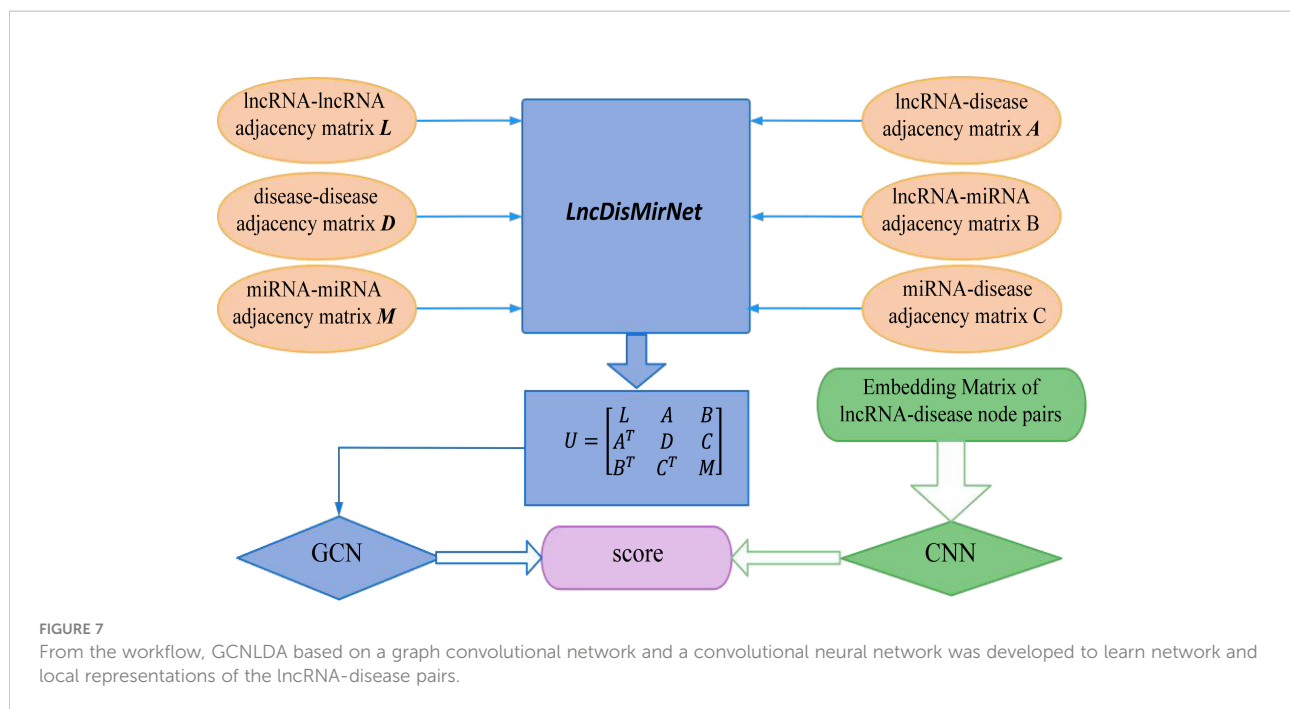 lncRNA-lncRNA
adjacency matrix L
disease-disease
adjacency matrix D
miRNA-miRNA
adjacency matrix M
LncDisMirNet
lncRNA-disease
adjacency matrix A
lncRNA-miRNA
adjacency matrix B
miRNA-disease
adjacency matrix C
U = [L A B
A^T D C
B^T C^T M]
Embedding Matrix of
lncRNA-disease node pairs
GCN
score
CNN
FIGURE 7
From the workflow, GCNLDA based on a graph convolutional network and a convolutional neural network was developed to learn network and
local representations of the lncRNA-disease pairs.